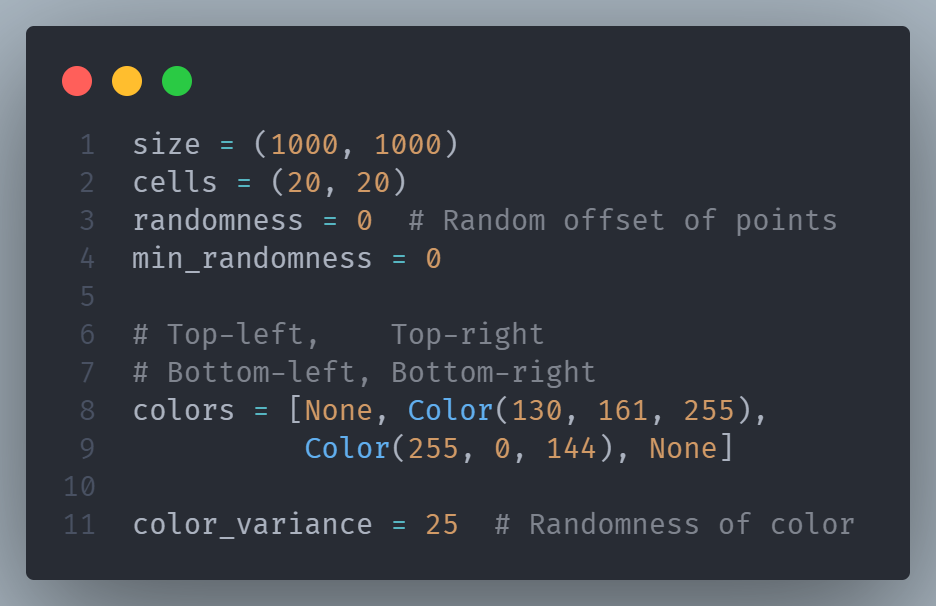 1 size = (1000, 1000)
2 cells = (20, 20)
3 randomness = 0  # Random offset of points
4 min_randomness = 0
5
6 # Top-left,    Top-right
7 # Bottom-left, Bottom-right
8 colors = [None, Color(130, 161, 255),
9           Color(255, 0, 144), None]
10
11 color_variance = 25  # Randomness of color